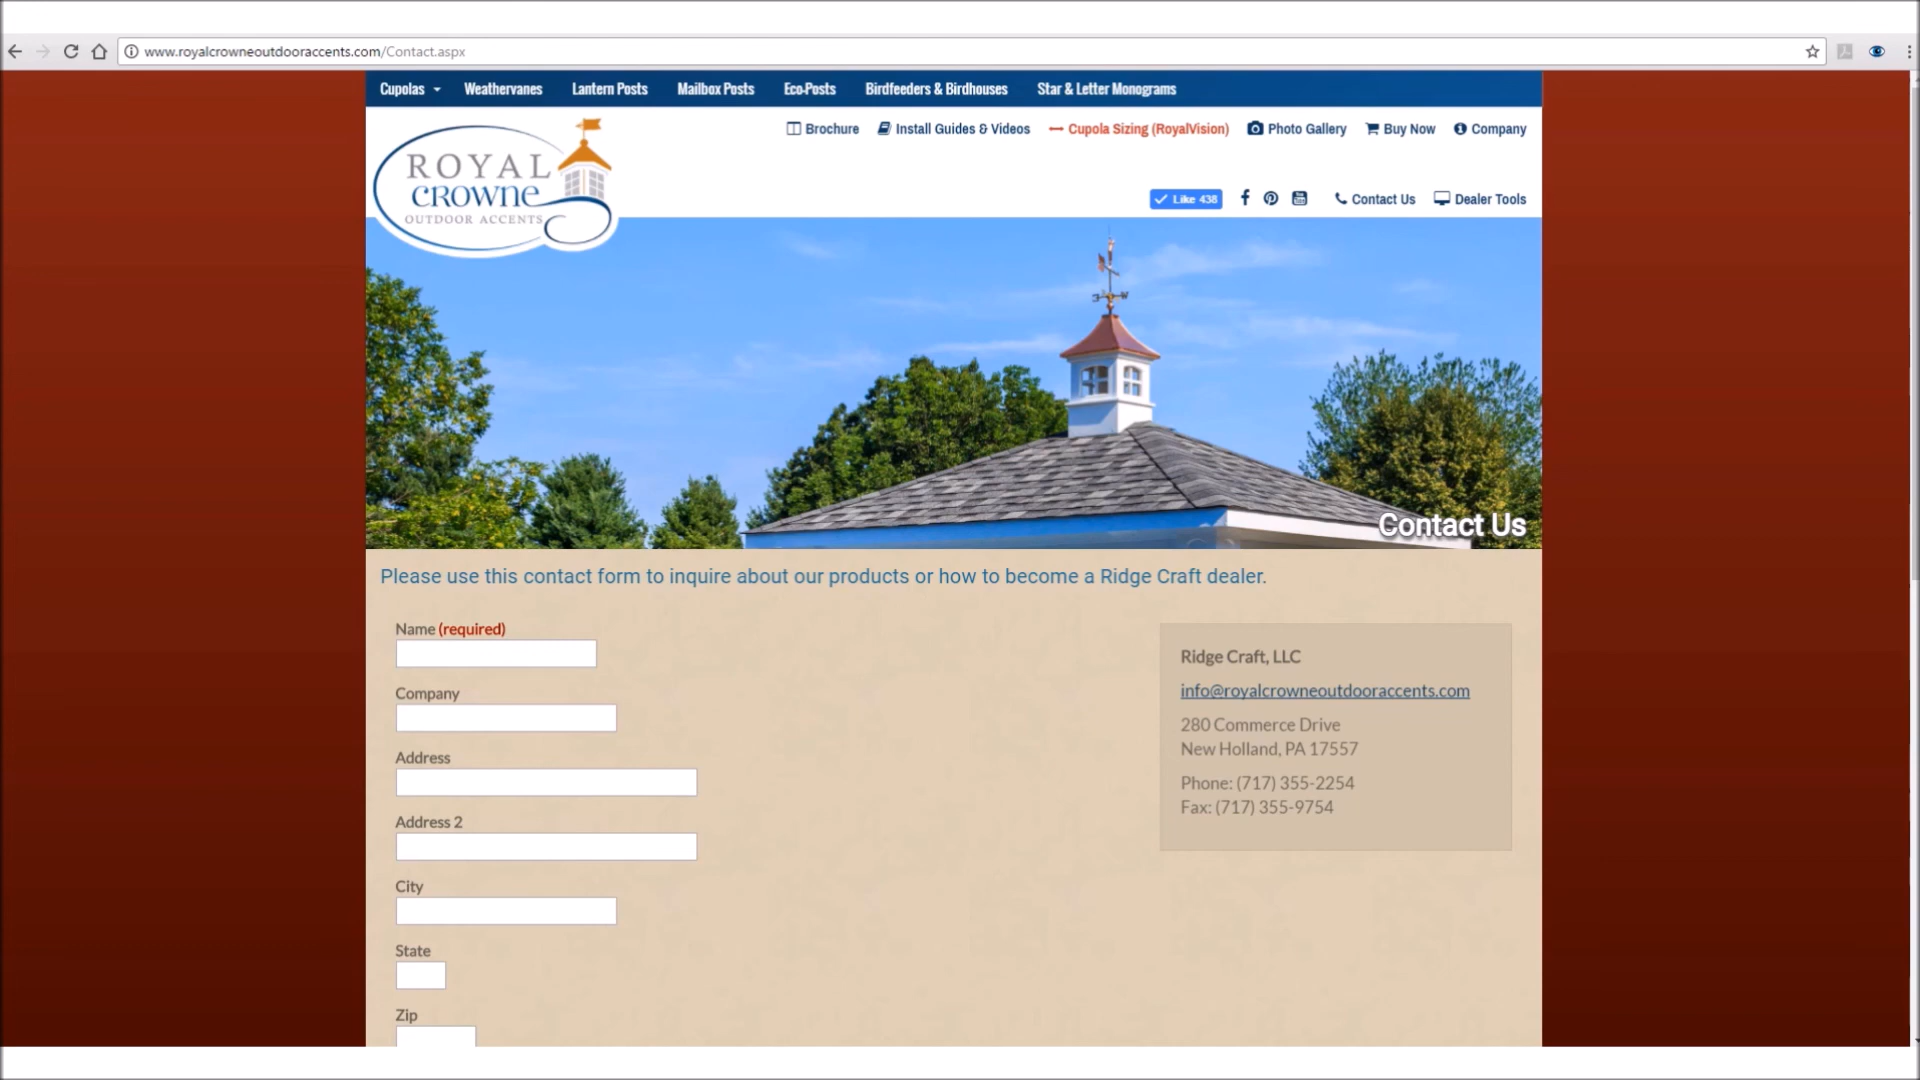 www.royalcrowneoutdooraccents.com/Contact.aspx
Cupolas Weathervanes Lantern Posts Mailbox Posts Eco-Posts Birdfeeders & Birdhouses Star & Letter Monograms
Brochure Install Guides & Videos Cupola Sizing (RoyalVision) Photo Gallery Buy Now Company
ROYAL
CROWNE
OUTDOOR ACCENTS
Like 438 Contact Us Dealer Tools
Contact Us
Please use this contact form to inquire about our products or how to become a Ridge Craft dealer.
Name (required)
Company
Address
Address 2
City
State
Zip
Ridge Craft, LLC
info@royalcrowneoutdooraccents.com
280 Commerce Drive
New Holland, PA 17557
Phone: (717) 355-2254
Fax: (717) 355-9754